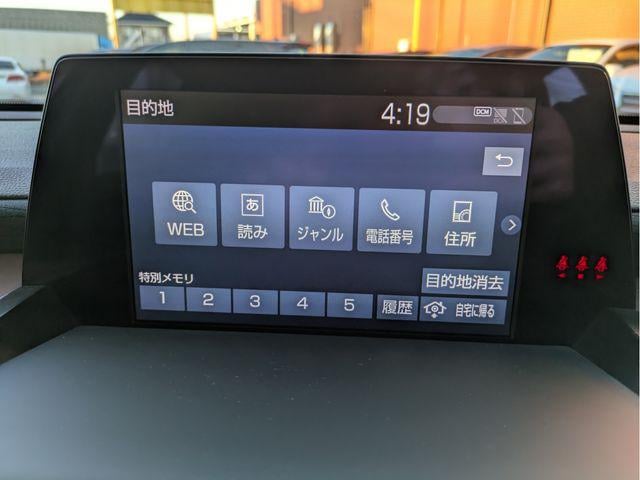 目的地 4:19 DCM
WEB 読み ジャンル 電話番号 住所
あ
特別メモリ 目的地消去
1 2 3 4 5 履歴 自宅に帰る